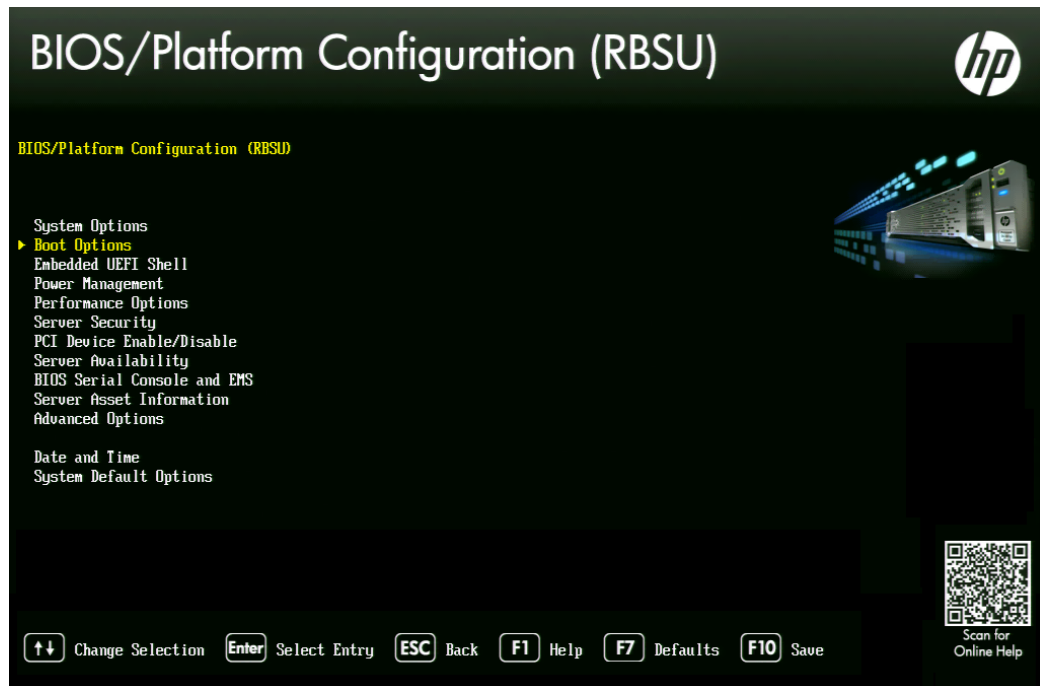 BIOS/Platform Configuration (RBSU)
hp
BIOS/Platform Configuration (RBSU)
System Options
Boot Options
Embedded UEFI Shell
Power Management
Performance Options
Server Security
PCI Device Enable/Disable
Server Availability
BIOS Serial Console and EMS
Server Asset Information
Advanced Options
Date and Time
System Default Options
↑↓ Change Selection Enter Select Entry ESC Back F1 Help F7 Defaults F10 Save
Scan for
Online Help